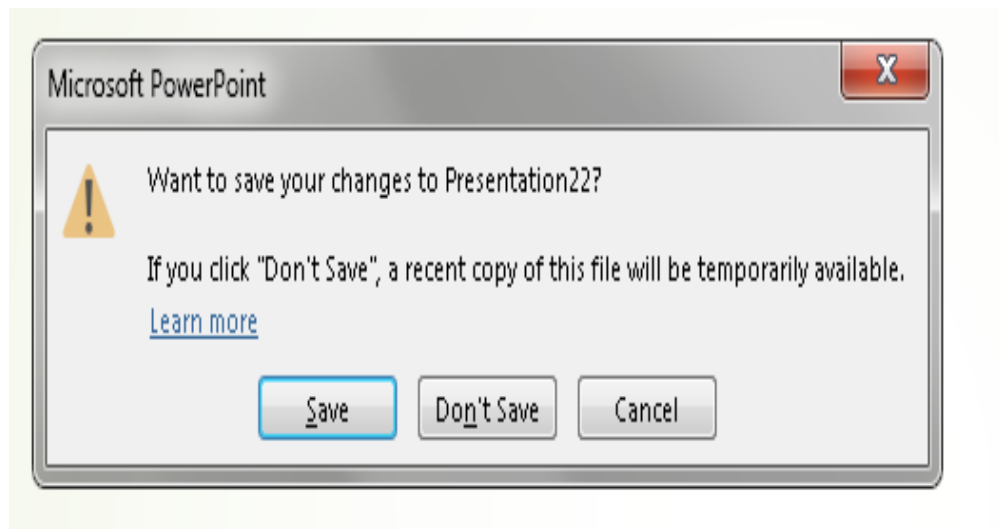 Microsoft PowerPoint
X
Want to save your changes to Presentation22?
If you click "Don't Save", a recent copy of this file will be temporarily available.
Learn more
Save Don't Save Cancel